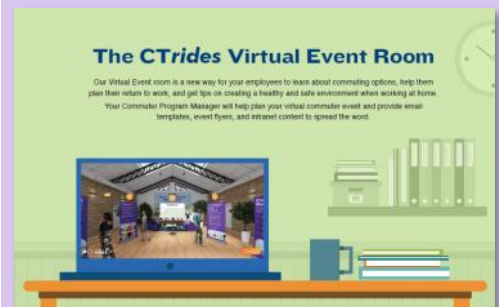 The CTrides Virtual Event Room
Our Virtual Event room is a new way for your employees to learn about commuting options, help them
plan their return to work, and get tips on creating a healthy and safe environment when working at home.
Your Commuter Program Manager will help plan your virtual commuter event and provide email
templates, event flyers, and intranet content to spread the word.